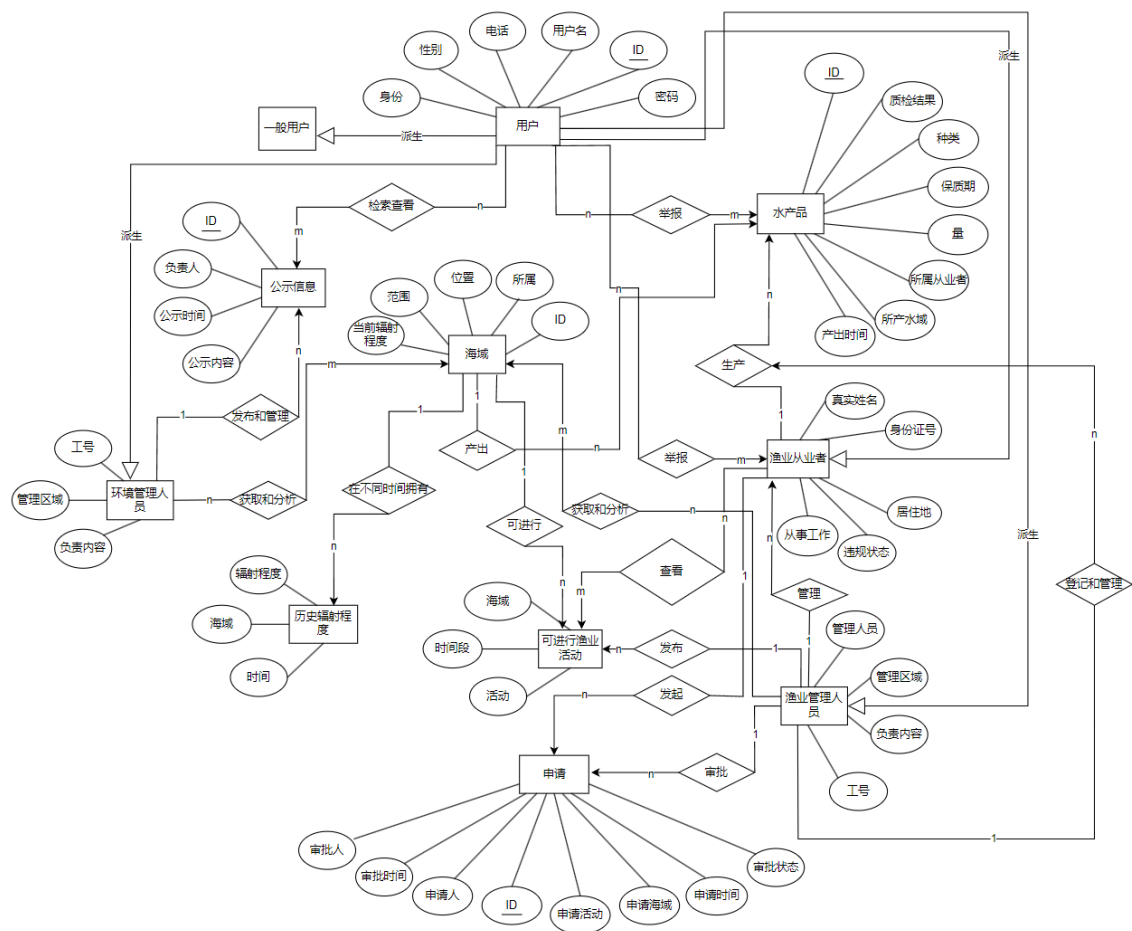 电话
用户名
性别
ID
派生
身份
密码
ID
质检结果
一般用户
派生
用户
种类
保质期
检索查看
n
n
举报
m
水产品
量
ID
m
派生
负责人
公示信息
位置
所属
n
所属从业者
范围
n
公示时间
当前辐射
程度
海域
ID
产出时间
所产水域
n
公示内容
m
生产
1
发布和管理
1
1
真实姓名
m
1
身份证号
工号
产出
n
举报
m
渔业从业者
1
环境管理人
员
n
获取和分析
在不同时间拥有
管理区域
获取和分析
n
n
居住地
可进行
从事工作
派生
负责内容
n
违规状态
n
查看
1
辐射程度
n
m
登记和管理
海域
管理
历史辐射程
度
海域
管理人员
时间段
可进行渔业
活动
n
发布
1
1
时间
活动
管理区域
n
发起
渔业管理人
员
负责内容
1
申请
n
审批
工号
1
审批人
审批状态
审批时间
申请人
ID
申请活动
申请海域
申请时间